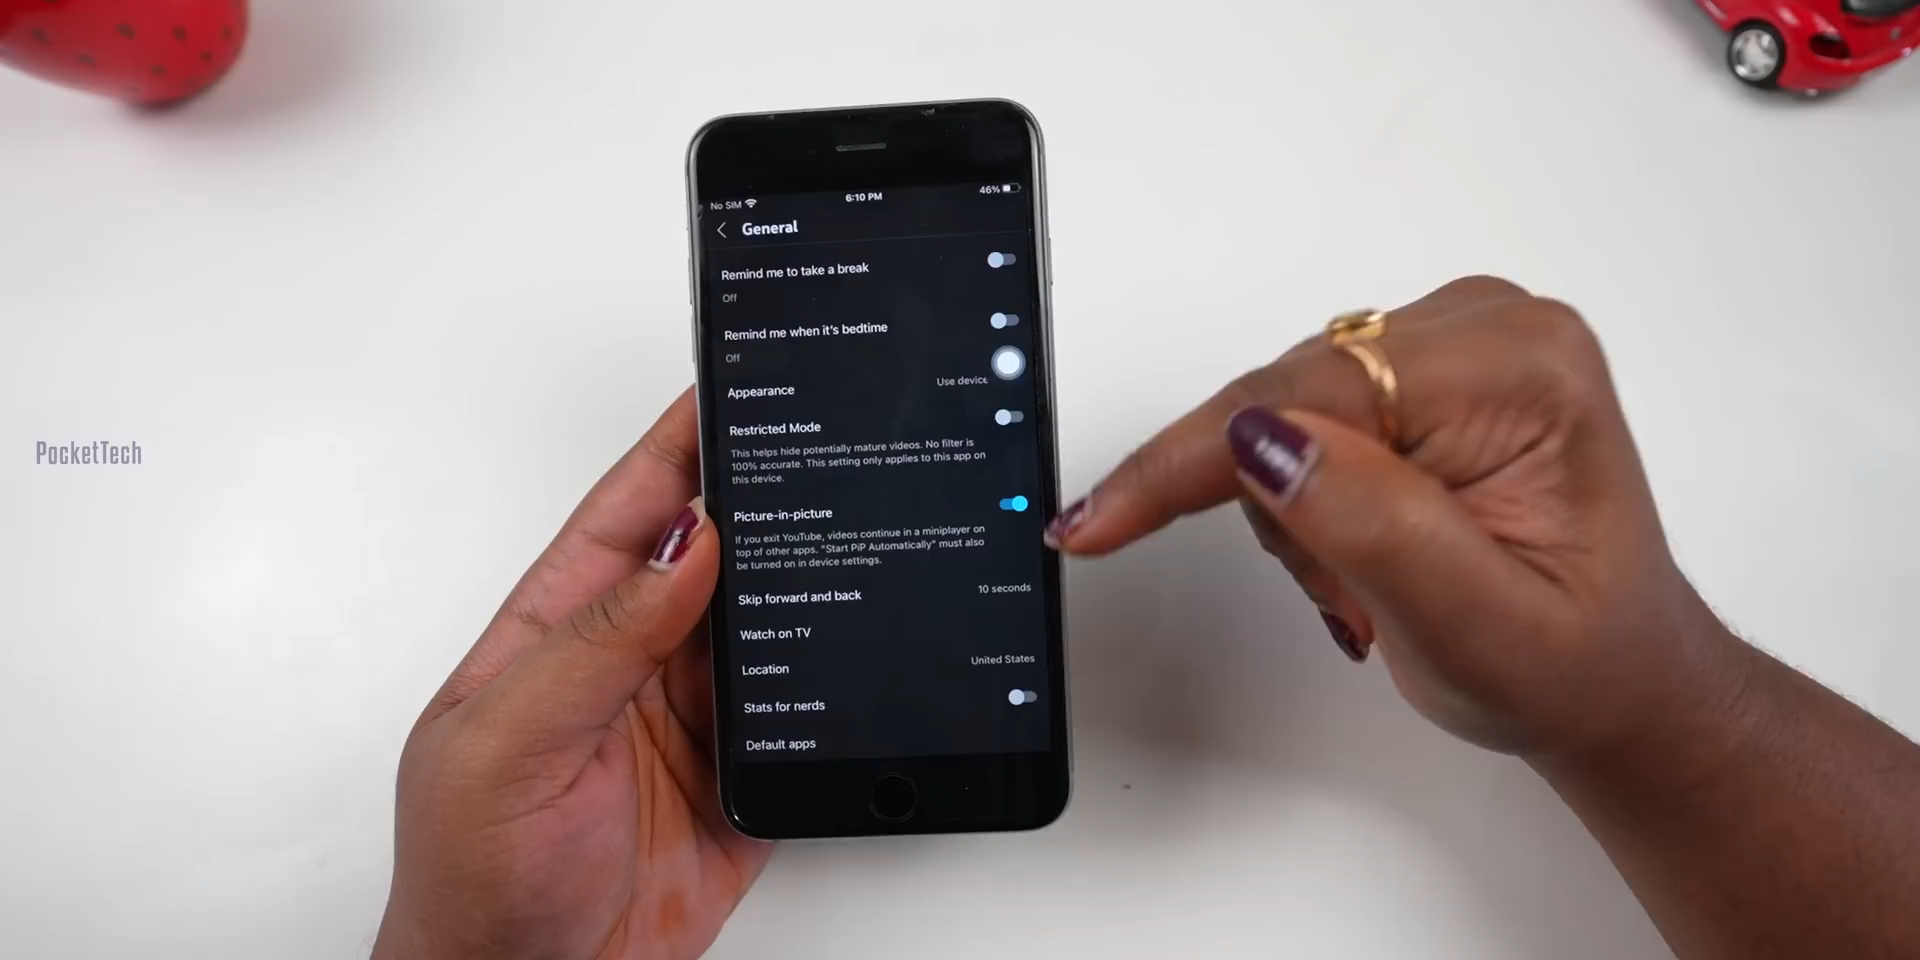 No SIM 6:10 PM 46%
General
Remind me to take a break
Off
Remind me when it's bedtime
Off
Appearance Use device
Restricted Mode
This helps hide potentially mature videos. No filter is
100% accurate. This setting only applies to this app on
this device.
Picture-in-picture
If you exit YouTube, videos continue in a miniplayer on
top of other apps. "Start PiP Automatically" must also
be turned on in device settings.
Skip forward and back 10 seconds
Watch on TV
Location United States
Stats for nerds
Default apps
PocketTech